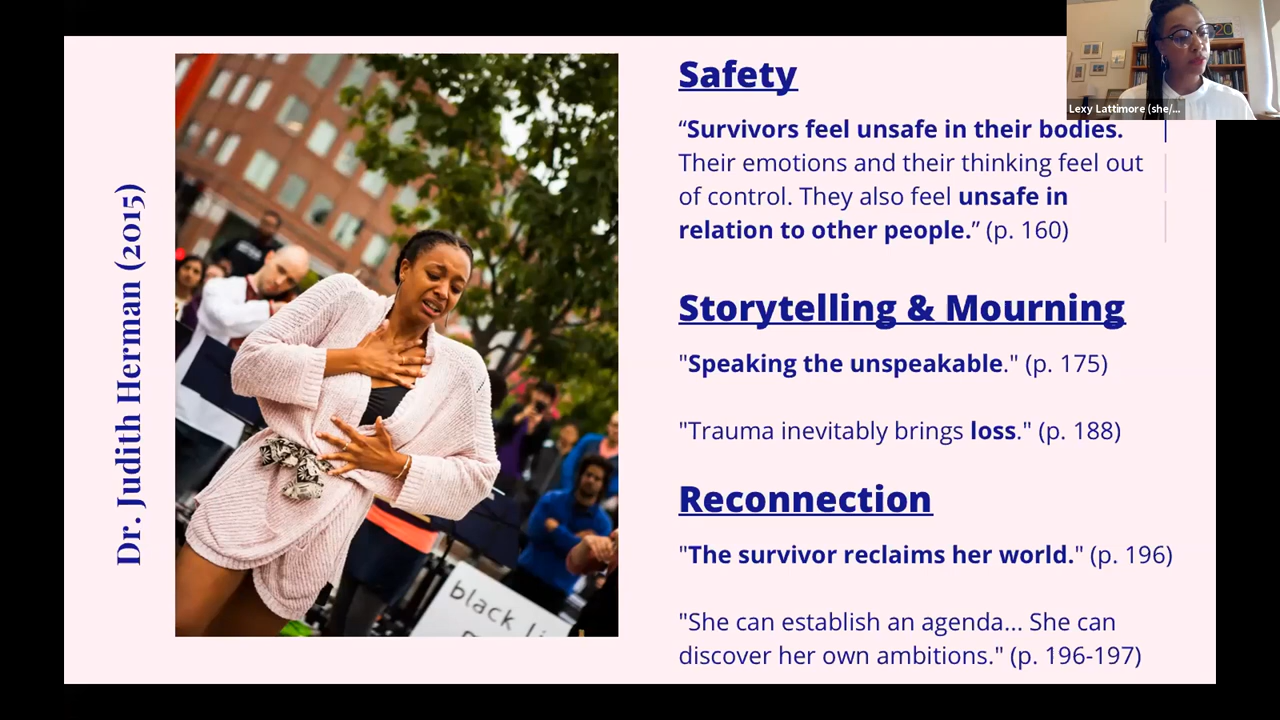 Dr. Judith Herman (2015)
Safety
“Survivors feel unsafe in their bodies.
Their emotions and their thinking feel out
of control. They also feel unsafe in
relation to other people.” (p. 160)
Storytelling & Mourning
"Speaking the unspeakable." (p. 175)
"Trauma inevitably brings loss." (p. 188)
Reconnection
"The survivor reclaims her world." (p. 196)
"She can establish an agenda... She can
discover her own ambitions." (p. 196-197)
black li
Lexy Lattimore (she/...
20